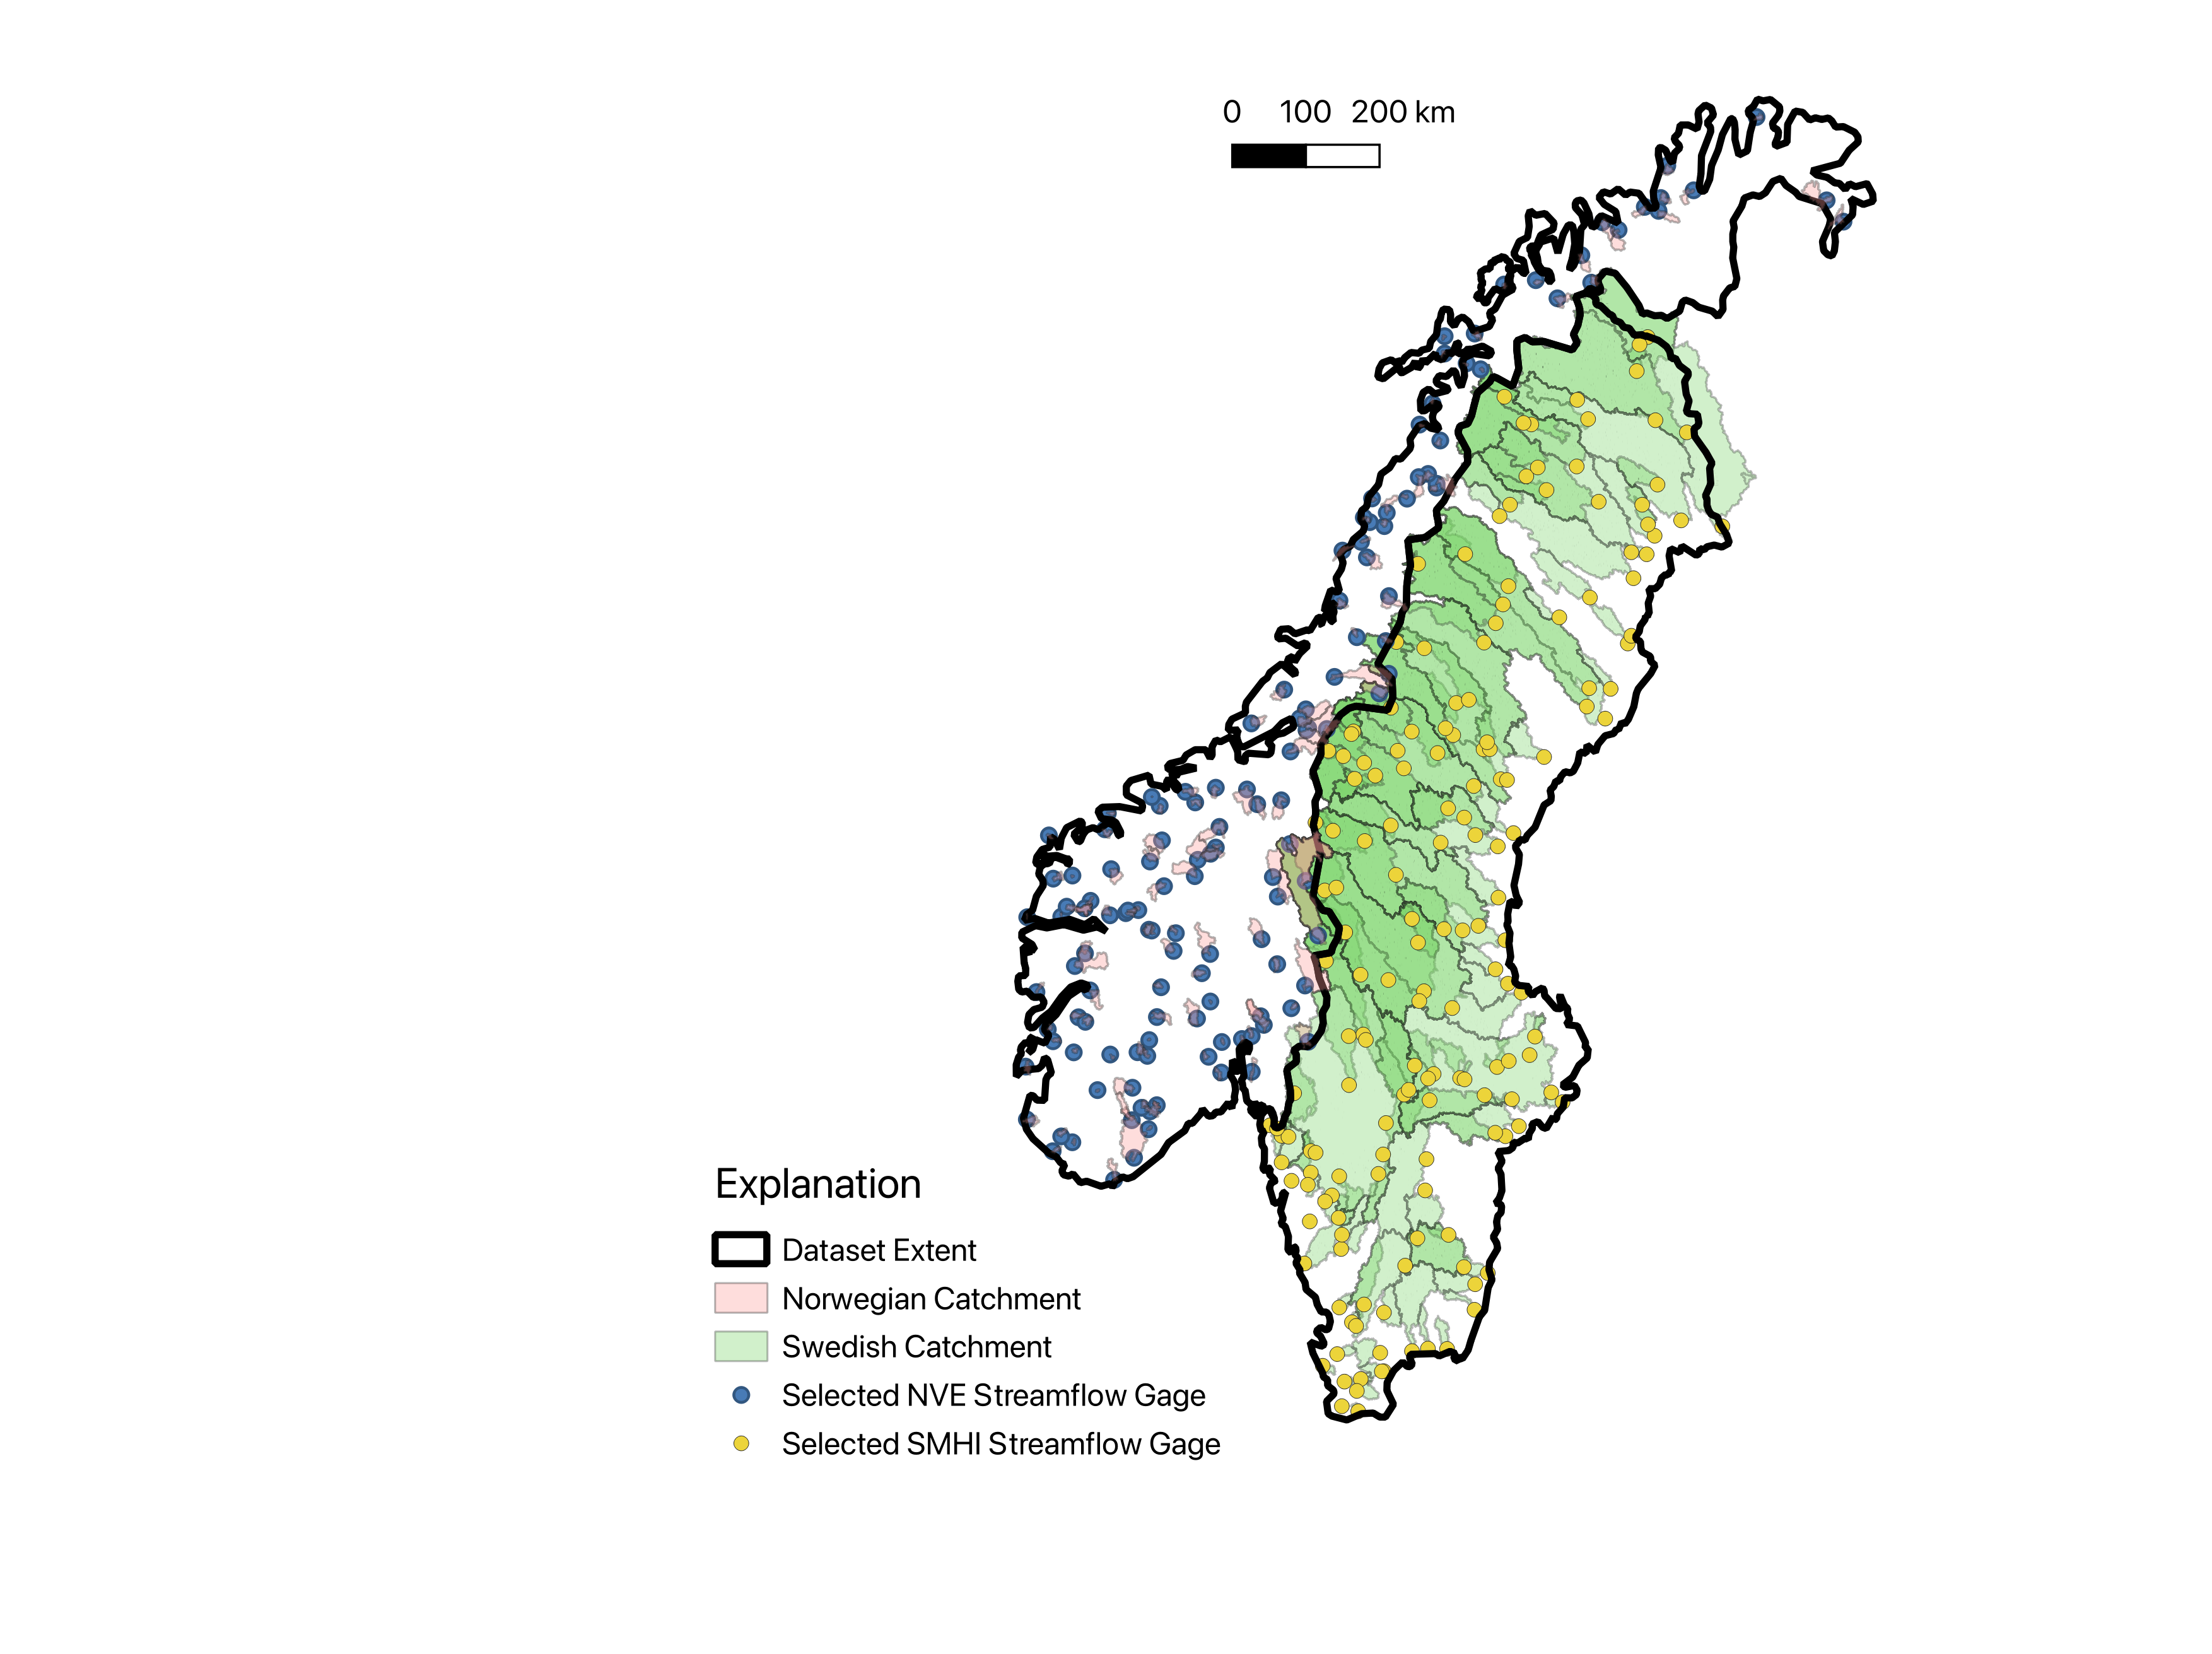 0 100 200 km
Explanation
Dataset Extent
Norwegian Catchment
Swedish Catchment
Selected NVE Streamflow Gage
Selected SMHI Streamflow Gage